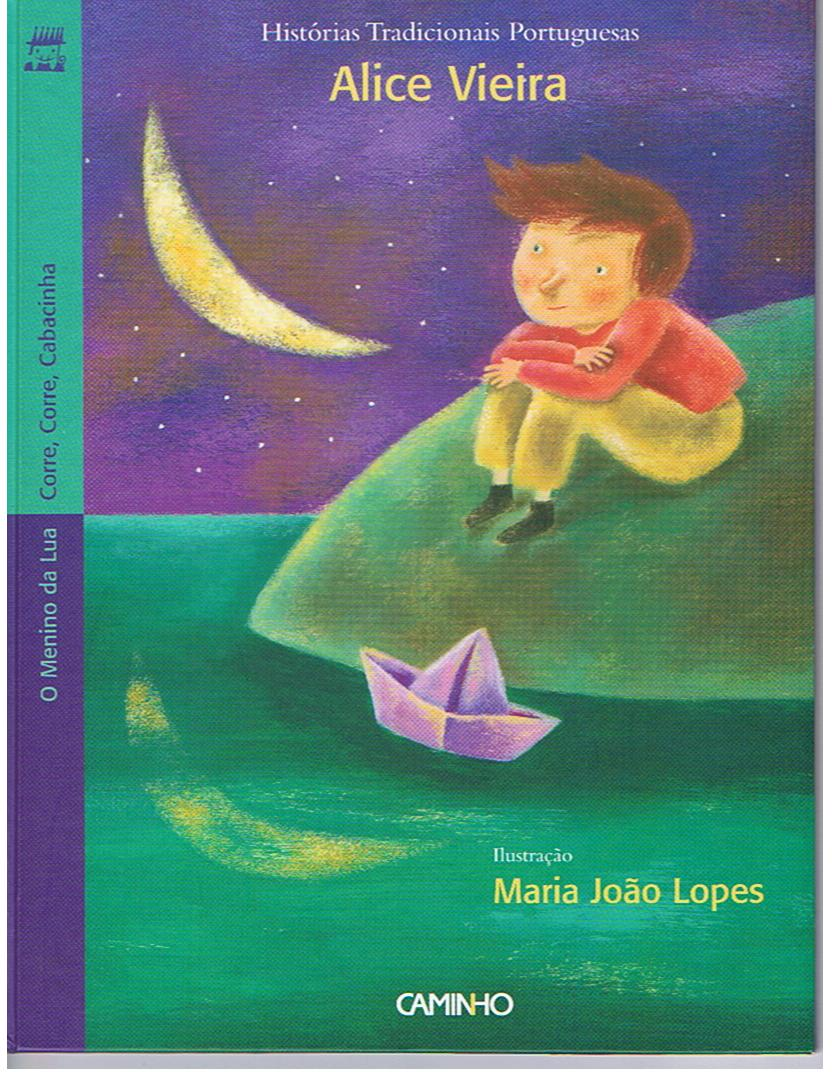 Histórias Tradicionais Portuguesas
Alice Vieira
Corre, Corre, Cabacinha
O Menino da Lua
Ilustração
Maria João Lopes
CAMINHO